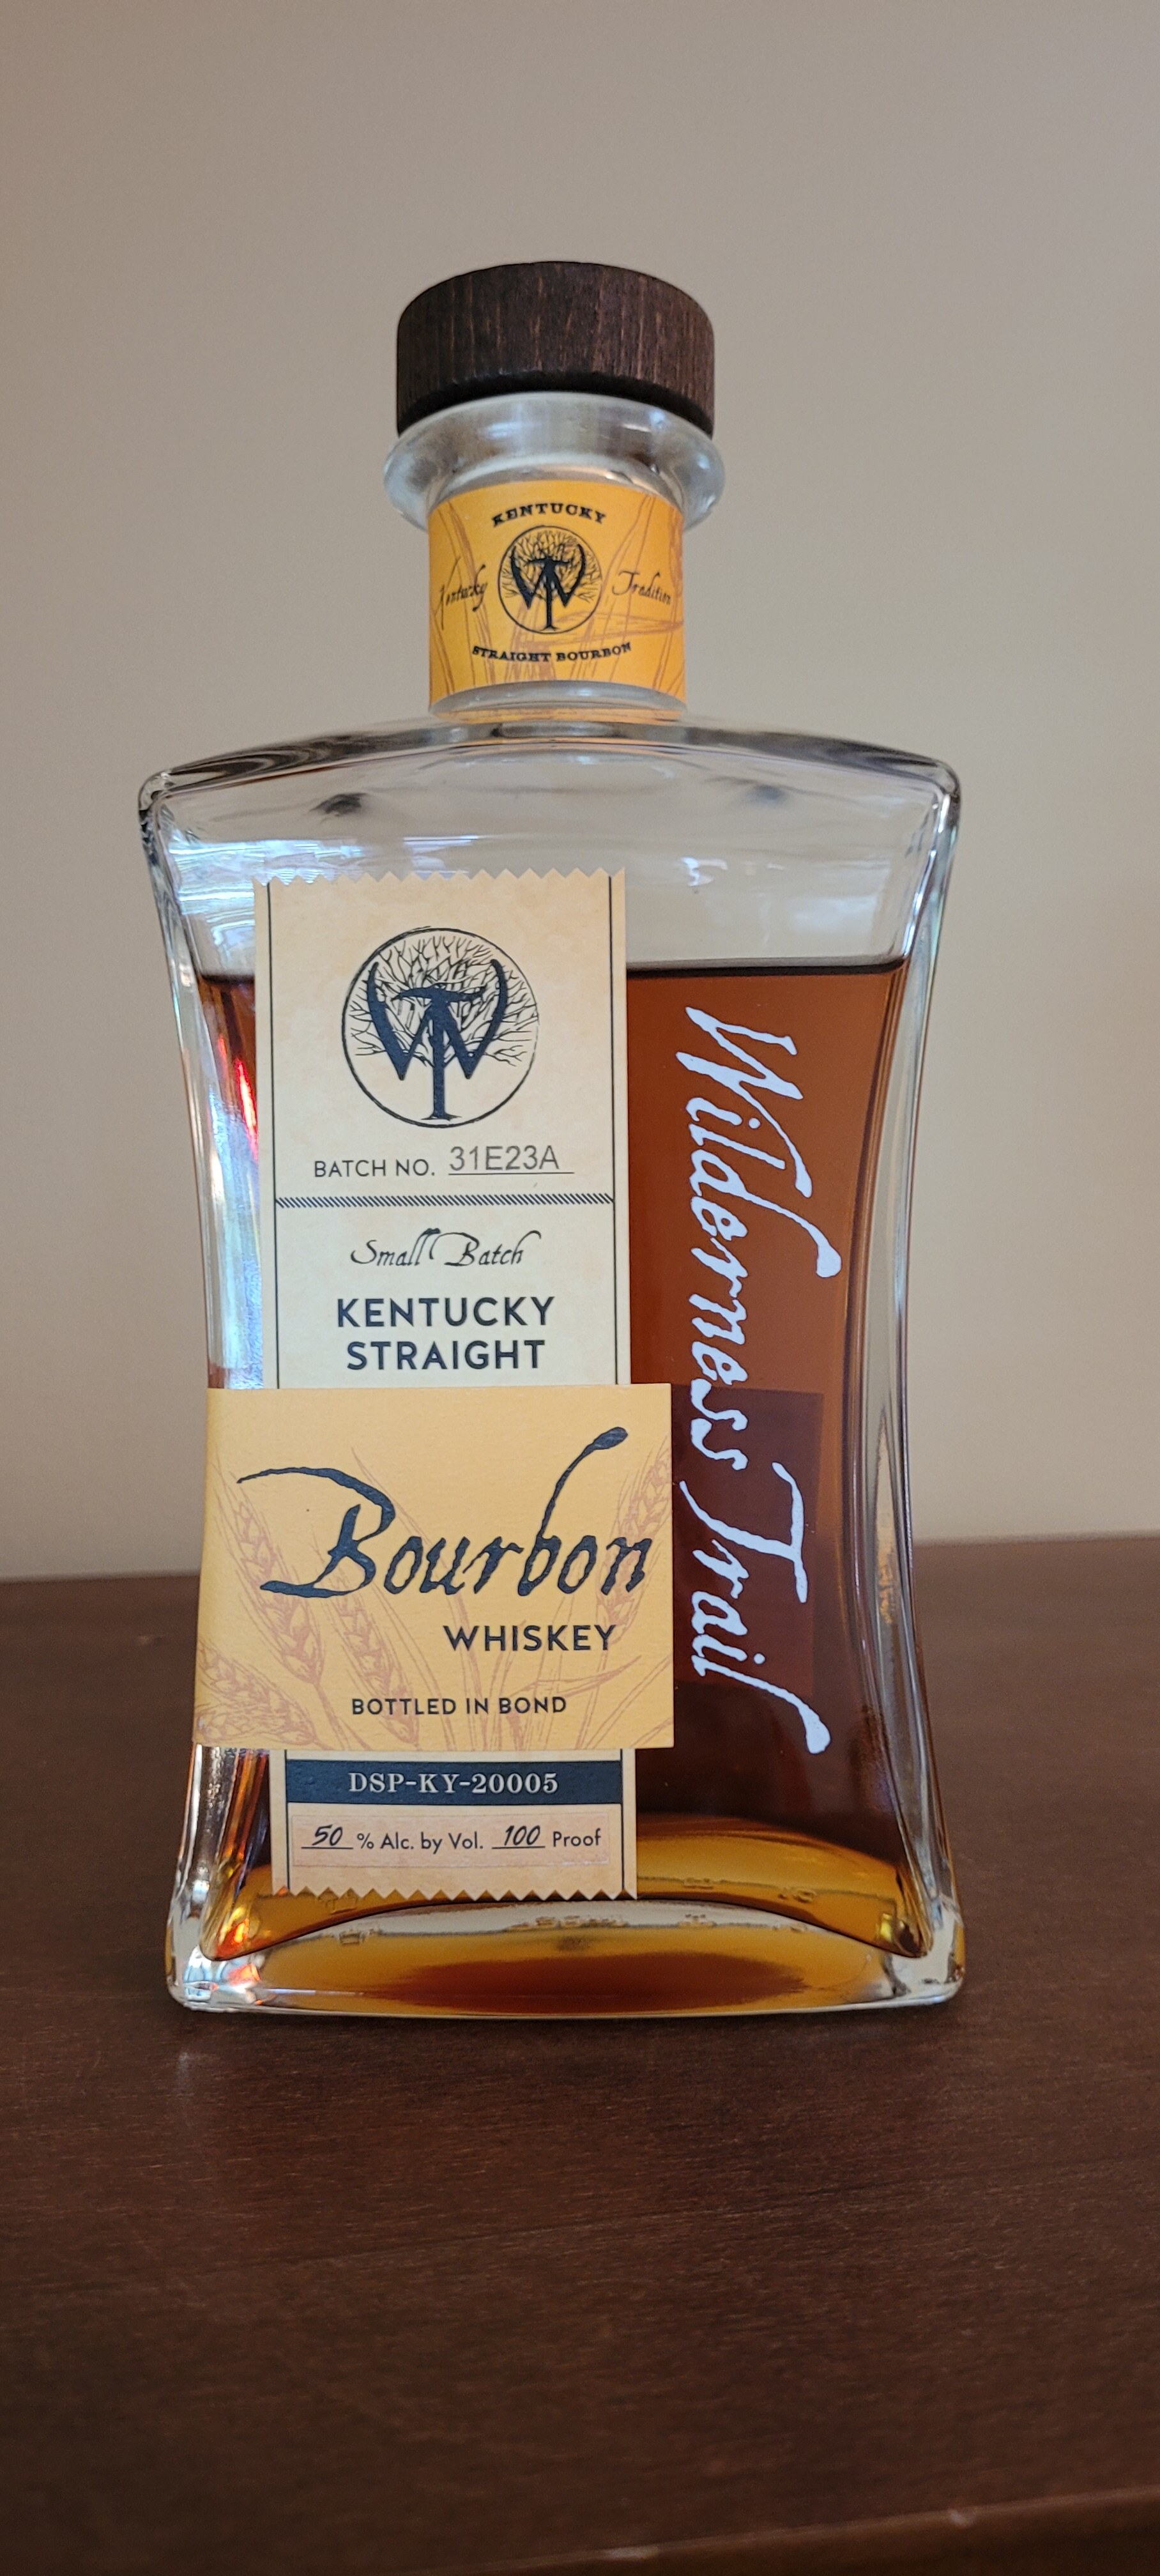 KENTUCKY
Kentucky Tradition
STRAIGHT BOURBON
WT
BATCH NO. 31E23A
Small Batch
KENTUCKY
STRAIGHT
Bourbon
WHISKEY
BOTTLED IN BOND
DSP-KY-20005
50 % Alc. by Vol. 100 Proof
Wilderness Trail